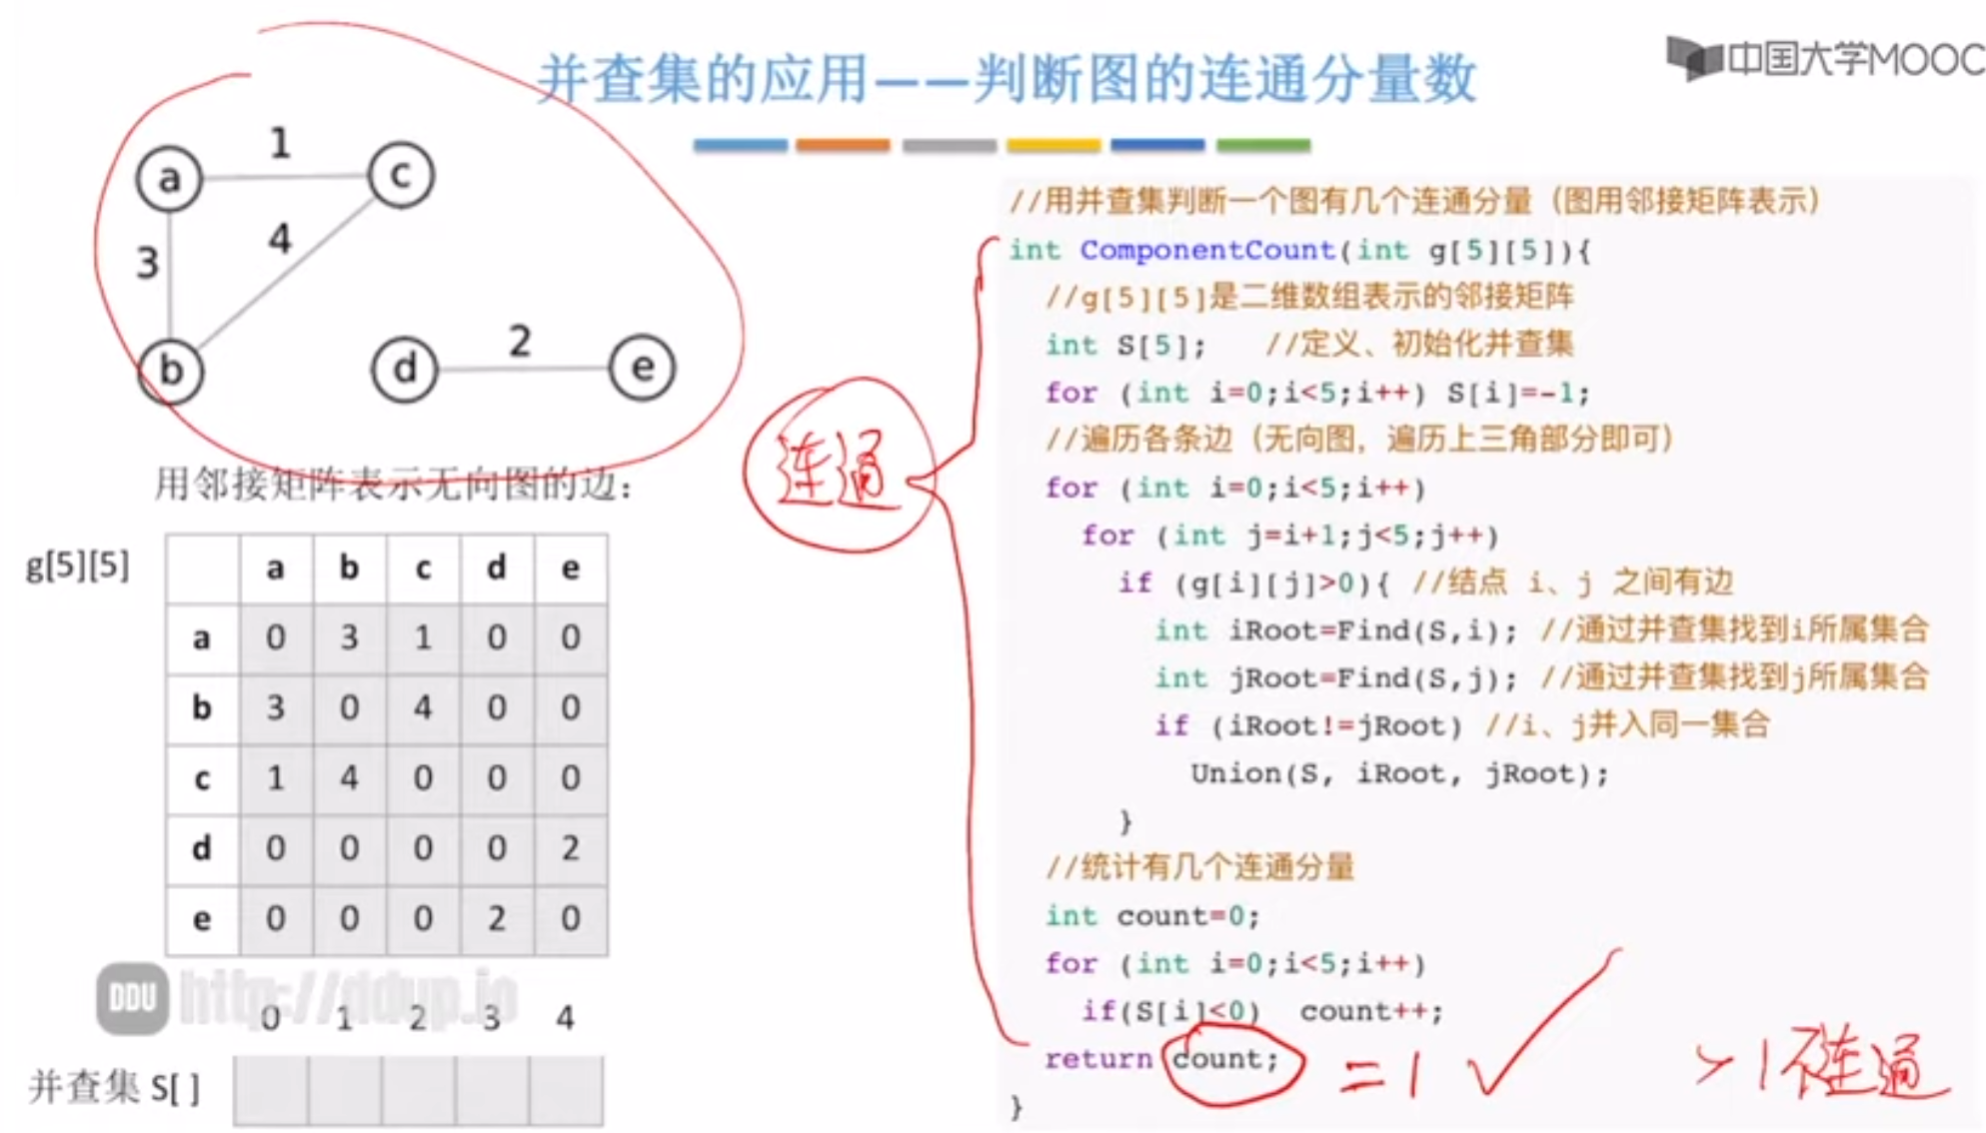 并查集的应用——判断图的连通分量数
中国大学MOOC
a 1 c
3 4
b d 2 e
用邻接矩阵表示无向图的边：
g[5][5]
a b c d e
a 0 3 1 0 0
b 3 0 4 0 0
c 1 4 0 0 0
d 0 0 0 0 2
e 0 0 0 2 0
DDU http://ddup.io
0 1 2 3 4
并查集 S[ ]
连通
//用并查集判断一个图有几个连通分量（图用邻接矩阵表示）
int ComponentCount(int g[5][5]){
//g[5][5]是二维数组表示的邻接矩阵
int S[5]; //定义、初始化并查集
for (int i=0;i<5;i++) S[i]=-1;
//遍历各条边（无向图，遍历上三角部分即可）
for (int i=0;i<5;i++)
for (int j=i+1;j<5;j++)
if (g[i][j]>0){ //结点 i、j 之间有边
int iRoot=Find(S,i); //通过并查集找到i所属集合
int jRoot=Find(S,j); //通过并查集找到j所属集合
if (iRoot!=jRoot) //i、j并入同一集合
Union(S, iRoot, jRoot);
}
//统计有几个连通分量
int count=0;
for (int i=0;i<5;i++)
if(S[i]<0) count++;
return count; =1 ✓ >1不连通
}